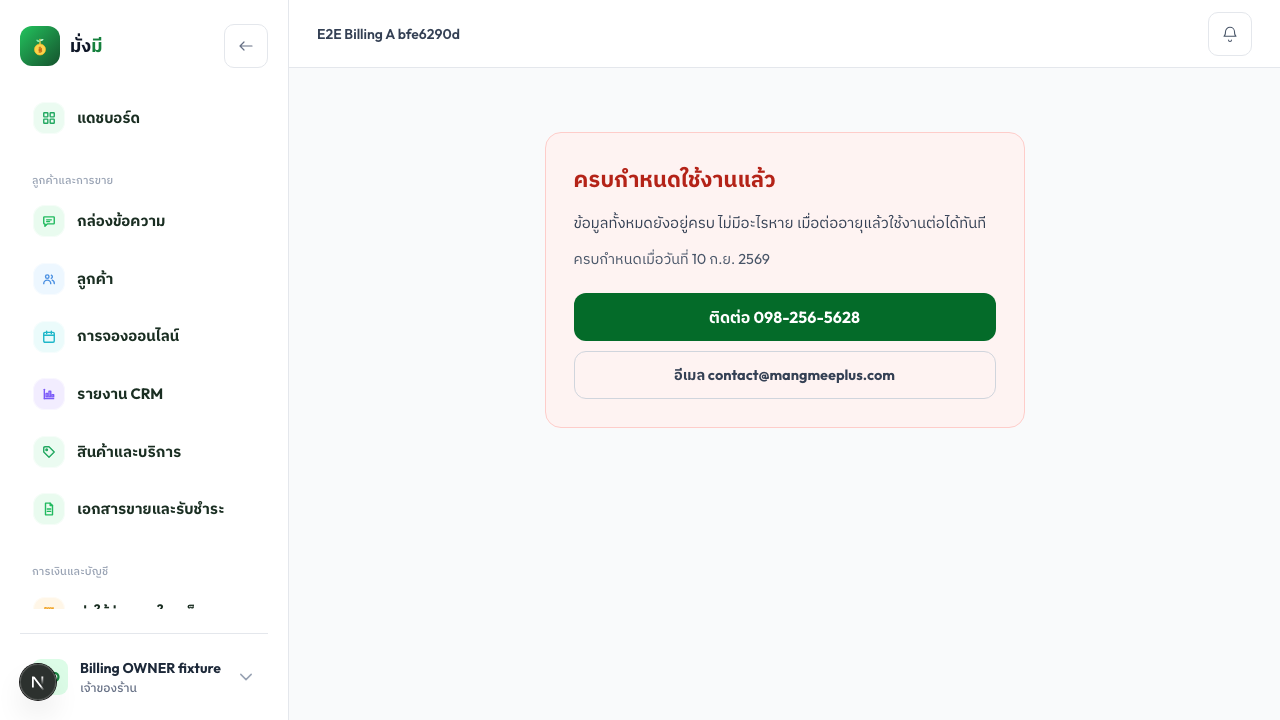 มั่งมี
E2E Billing A bfe6290d
แดชบอร์ด
ลูกค้าและการขาย
กล่องข้อความ
ลูกค้า
การจองออนไลน์
รายงาน CRM
สินค้าและบริการ
เอกสารขายและรับชำระ
การเงินและบัญชี
Billing OWNER fixture
เจ้าของร้าน
N
ครบกำหนดใช้งานแล้ว
ข้อมูลทั้งหมดยังอยู่ครบ ไม่มีอะไรหาย เมื่อต่ออายุแล้วใช้งานต่อได้ทันที
ครบกำหนดเมื่อวันที่ 10 ก.ย. 2569
ติดต่อ 098-256-5628
อีเมล contact@mangmeeplus.com